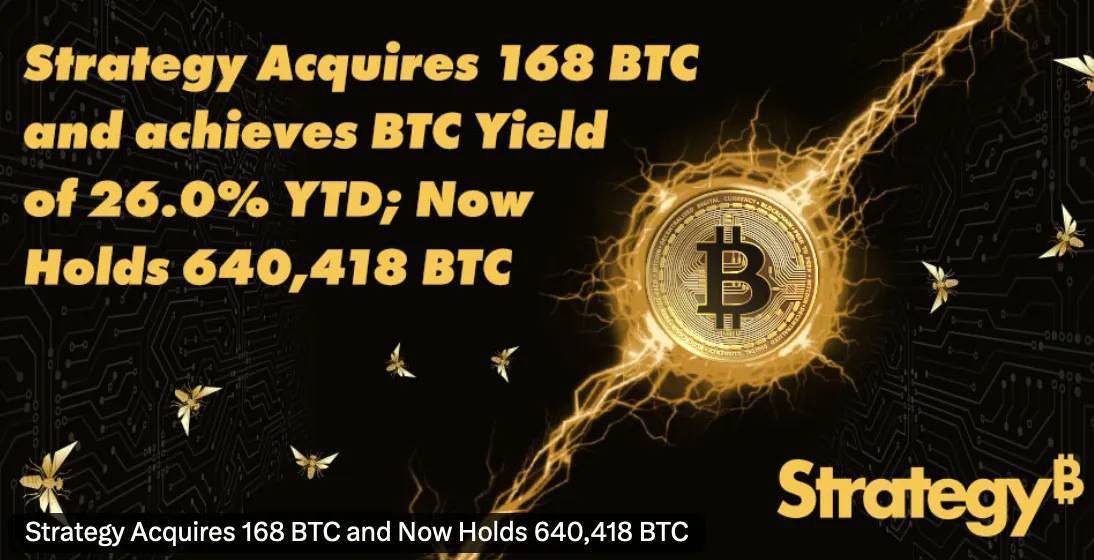 Strategy Acquires 168 BTC
and achieves BTC Yield
of 26.0% YTD; Now
Holds 640,418 BTC
Strategy₿
Strategy Acquires 168 BTC and Now Holds 640,418 BTC